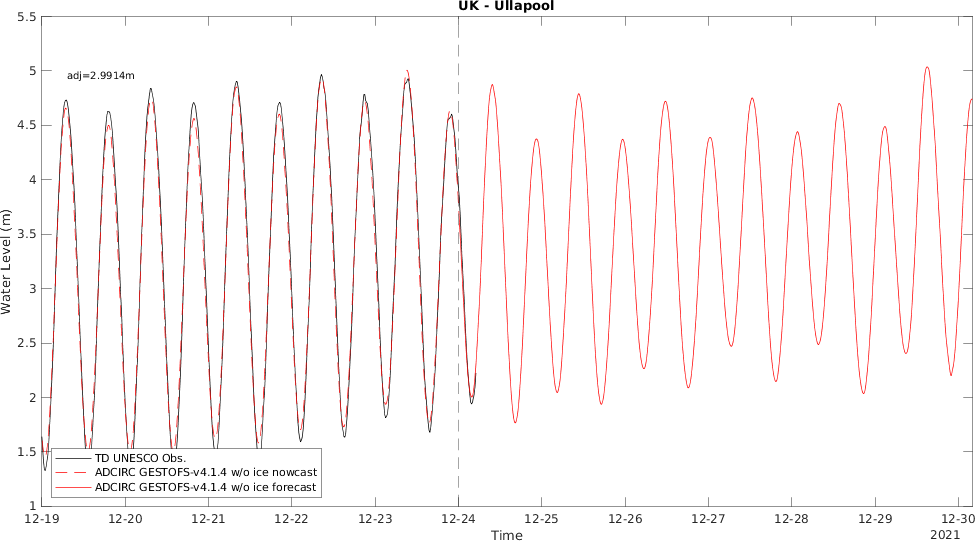 UK - Ullapool
5.5
5
4.5
4
3.5
3
2.5
2
1.5
1
adj=2.9914m
Water Level (m)
TD UNESCO Obs.
ADCIRC GESTOFS-v4.1.4 w/o ice nowcast
ADCIRC GESTOFS-v4.1.4 w/o ice forecast
12-19 12-20 12-21 12-22 12-23 12-24 12-25 12-26 12-27 12-28 12-29 12-30
Time
2021